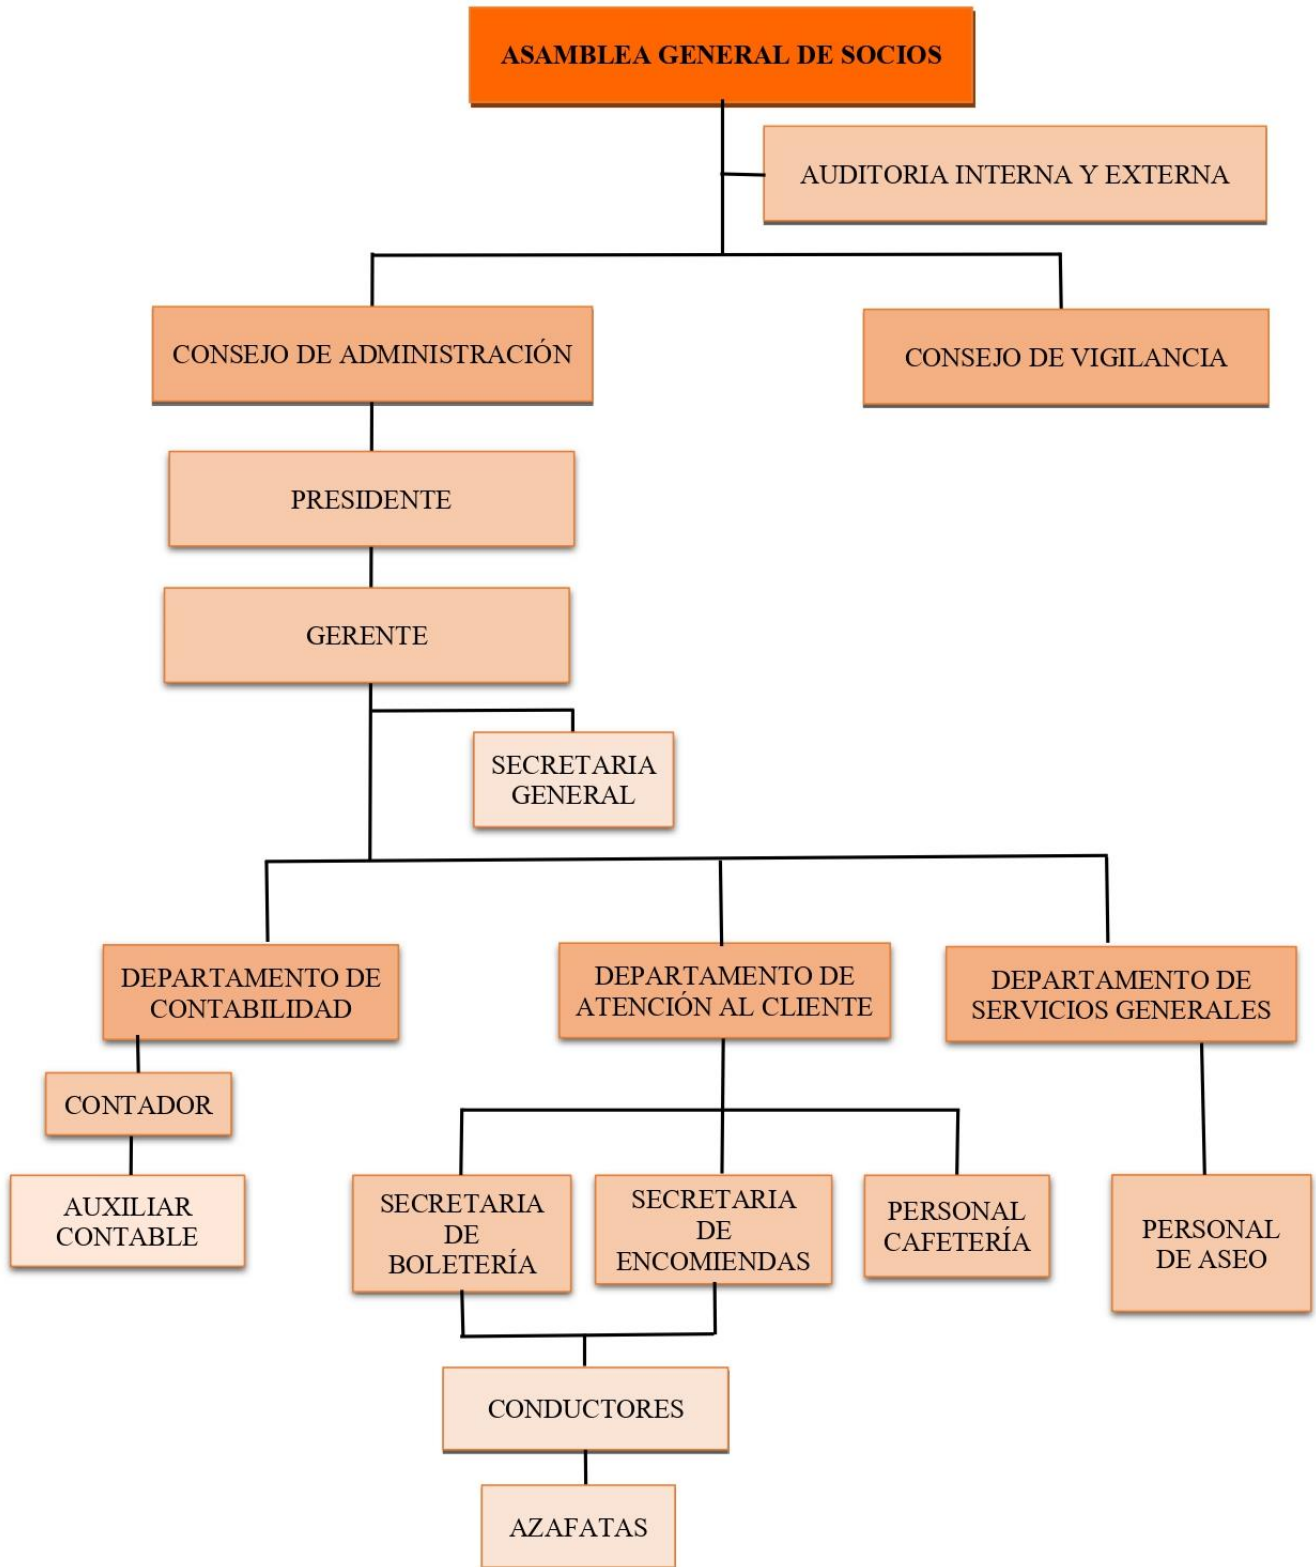 ASAMBLEA GENERAL DE SOCIOS
AUDITORIA INTERNA Y EXTERNA
CONSEJO DE ADMINISTRACIÓN
CONSEJO DE VIGILANCIA
PRESIDENTE
GERENTE
SECRETARIA
GENERAL
DEPARTAMENTO DE
CONTABILIDAD
DEPARTAMENTO DE
ATENCIÓN AL CLIENTE
DEPARTAMENTO DE
SERVICIOS GENERALES
CONTADOR
AUXILIAR
CONTABLE
SECRETARIA
DE
BOLETERÍA
SECRETARIA
DE
ENCOMIENDAS
PERSONAL
CAFETERÍA
PERSONAL
DE ASEO
CONDUCTORES
AZAFATAS